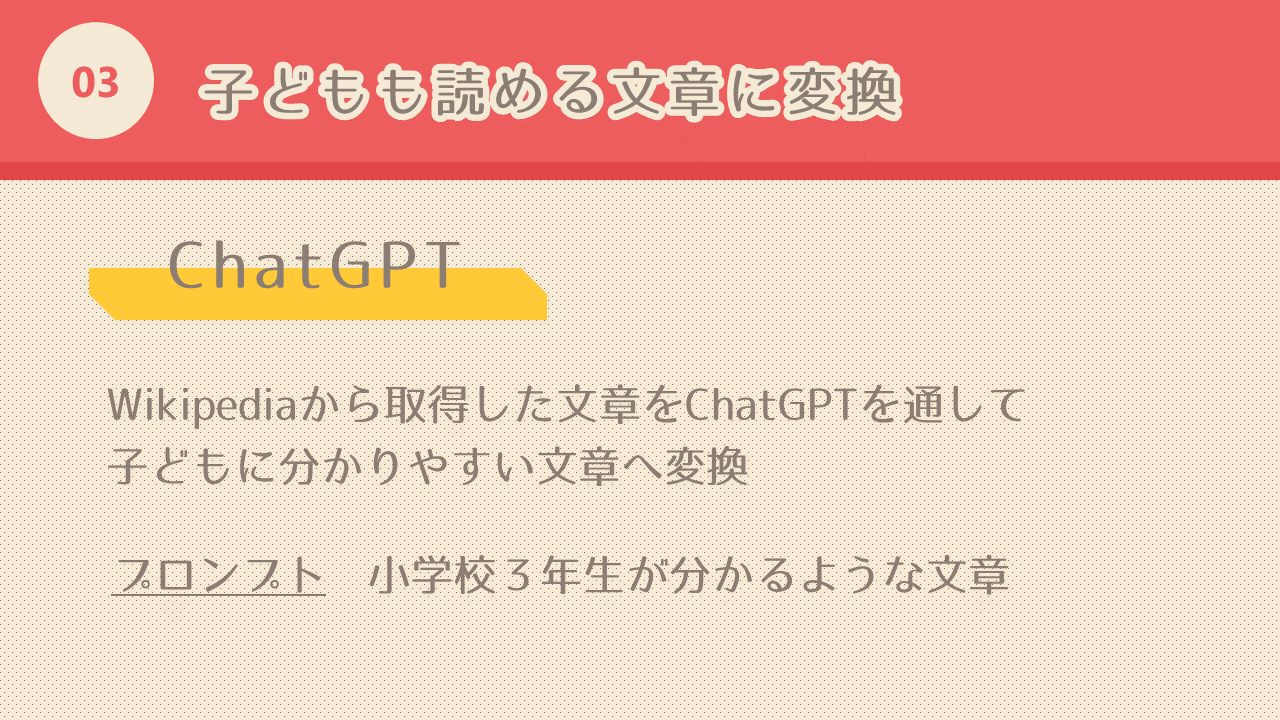 03
子どもも読める文章に変換
ChatGPT
Wikipediaから取得した文章をChatGPTを通して
子どもに分かりやすい文章へ変換
プロンプト　小学校３年生が分かるような文章